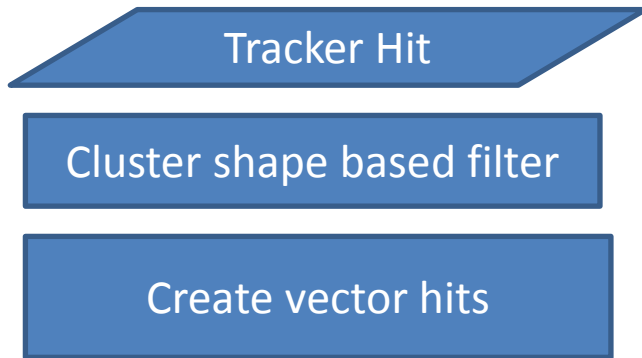 Tracker Hit
Cluster shape based filter
Create vector hits